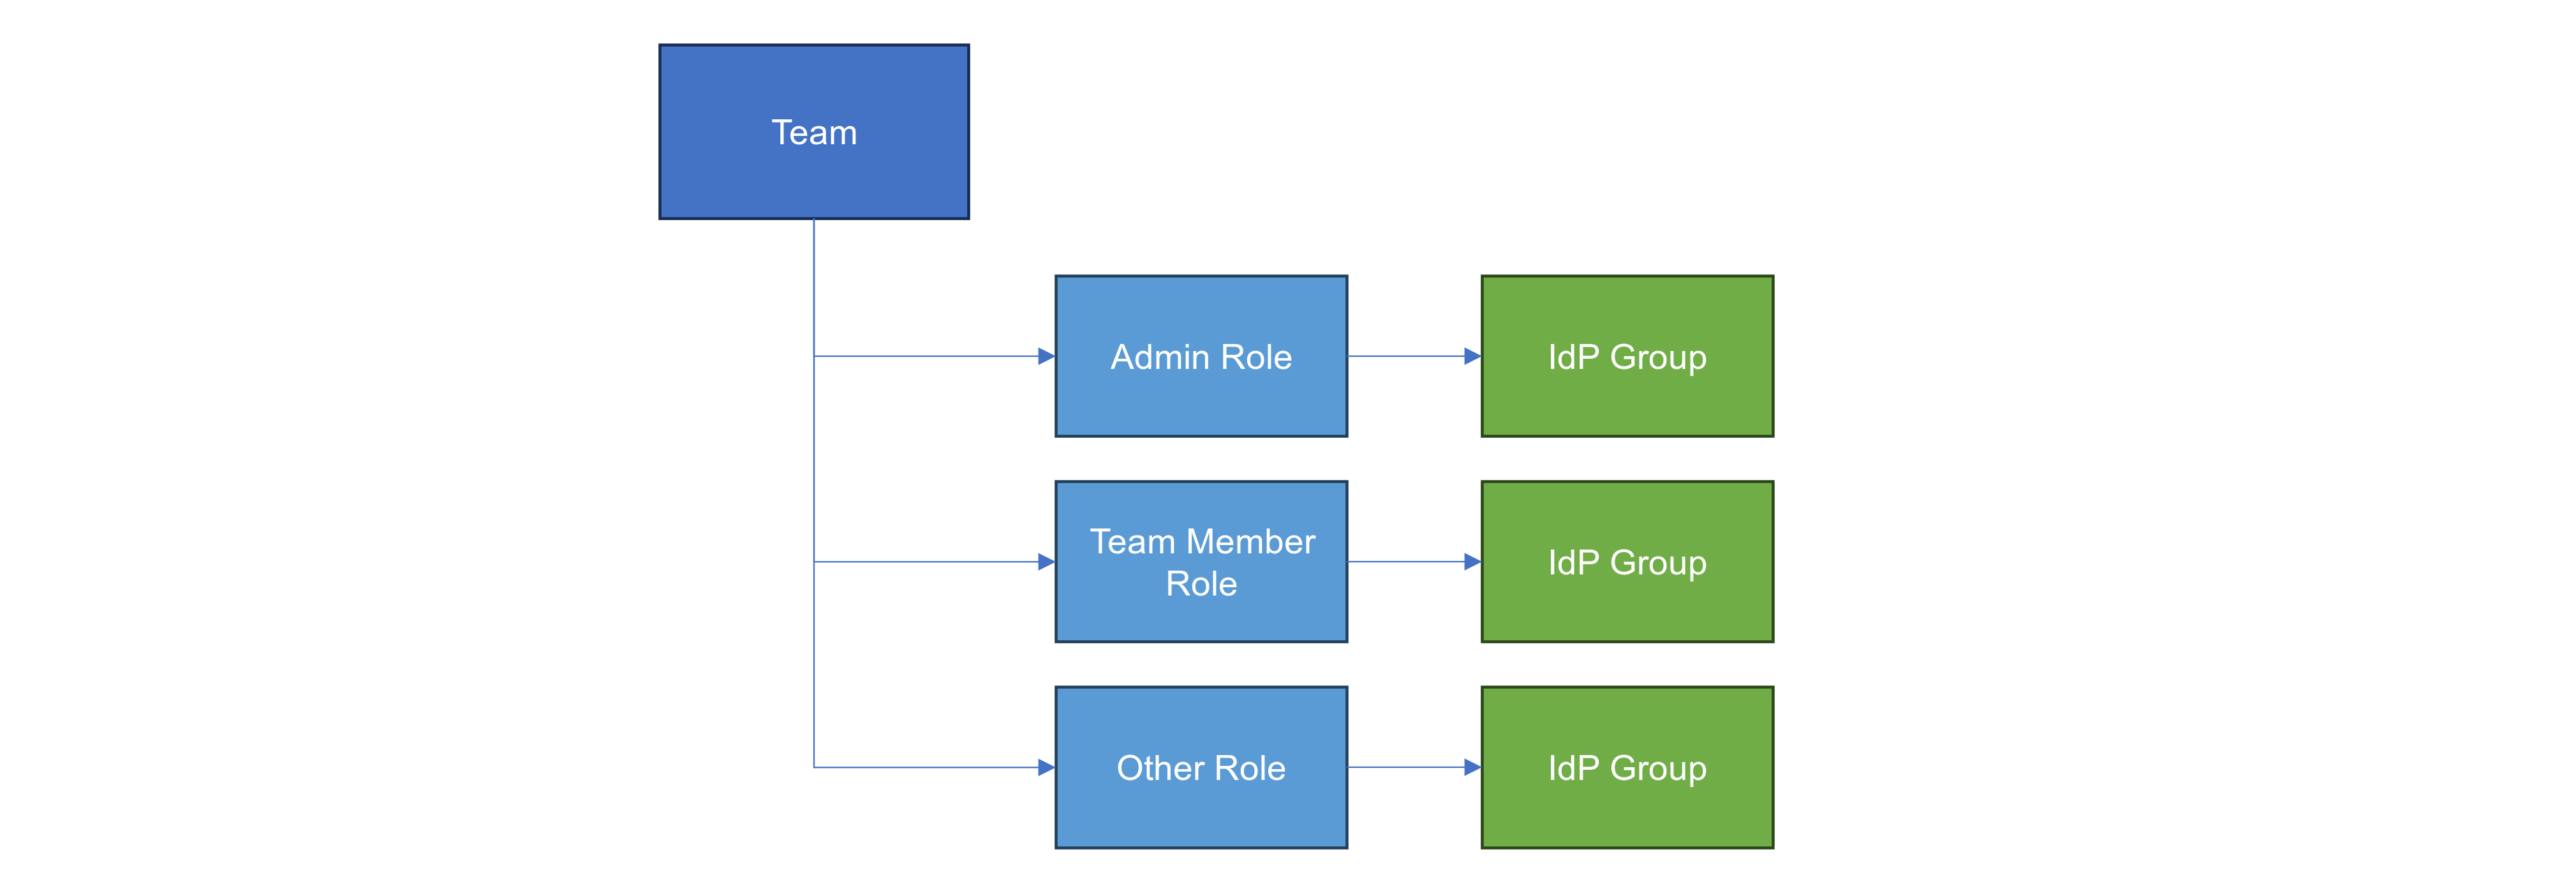 Team
Admin Role
IdP Group
Team Member
Role
IdP Group
Other Role
IdP Group